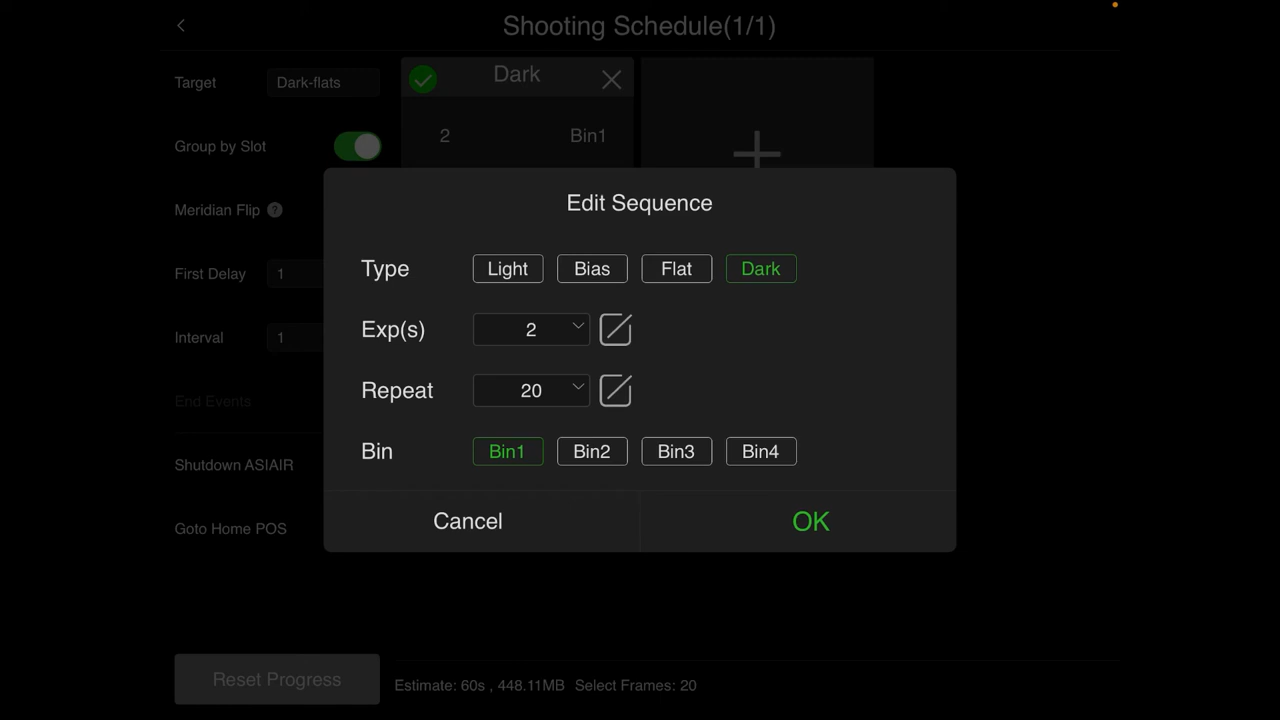 Shooting Schedule(1/1)
Target Dark-flats
Dark
Group by Slot
2 Bin1
Meridian Flip ?
First Delay 1
Interval 1
End Events
Shutdown ASIAIR
Goto Home POS
Edit Sequence
Type Light Bias Flat Dark
Exp(s) 2
Repeat 20
Bin Bin1 Bin2 Bin3 Bin4
Cancel OK
Reset Progress
Estimate: 60s , 448.11MB Select Frames: 20